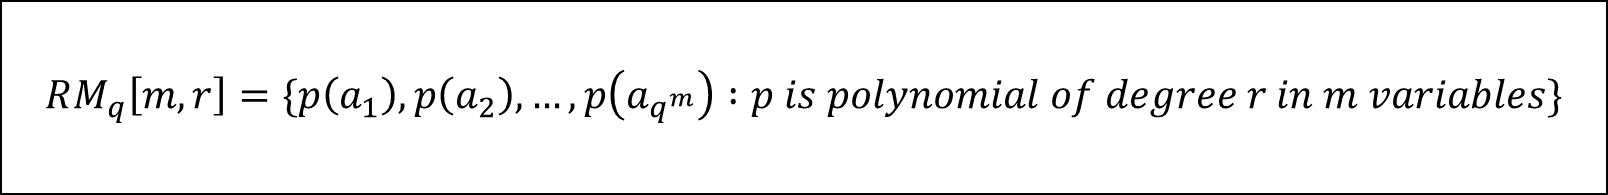 RM_q[m, r] = {p(a_1), p(a_2), … , p(a_{q^m}) : p is polynomial of degree r in m variables}